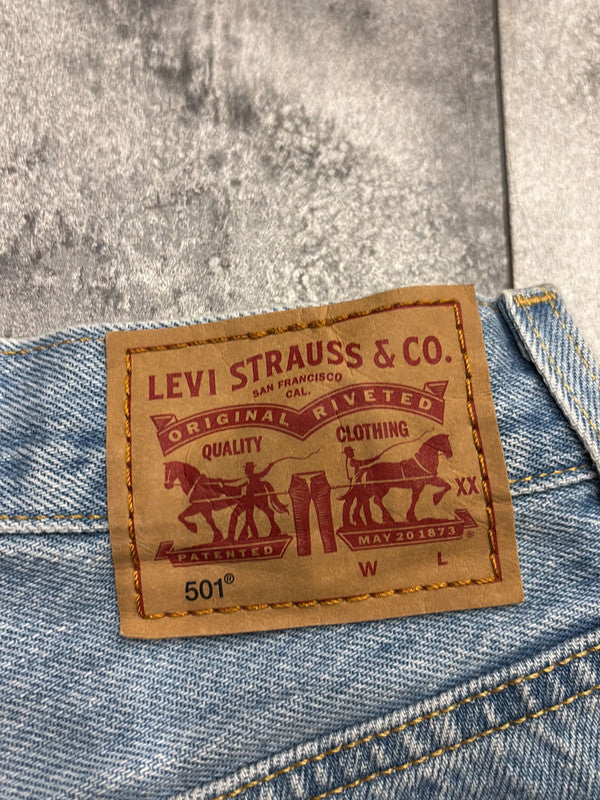 LEVI STRAUSS & CO.
SAN FRANCISCO
CAL.
ORIGINAL RIVETED
QUALITY CLOTHING
XX
PATENTED MAY 20 1873 ®
W L
501®